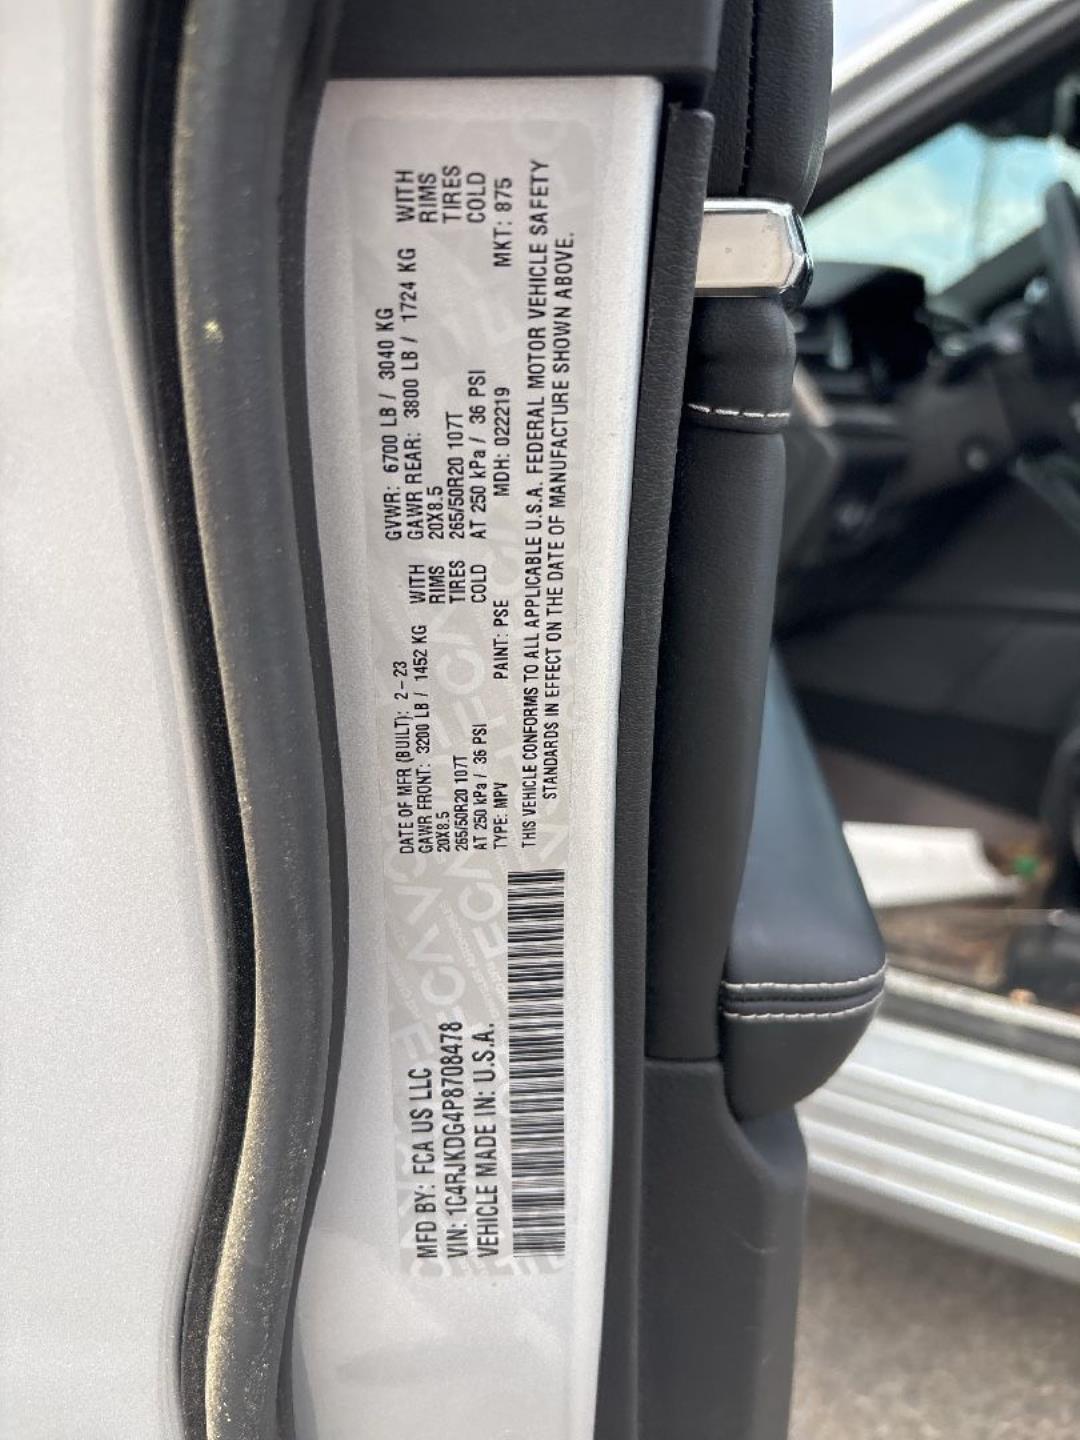 MFD BY: FCA US LLC
VIN: 1C4RJKDG4P8708478
VEHICLE MADE IN: U.S.A.
DATE OF MFR (BUILT): 2-23 GVWR: 6700 LB / 3040 KG
GAWR FRONT: 3200 LB / 1452 KG WITH GAWR REAR: 3800 LB / 1724 KG WITH
20X8.5 RIMS 20X8.5 RIMS
265/50R20 107T TIRES 265/50R20 107T TIRES
AT 250 kPa / 36 PSI COLD AT 250 kPa / 36 PSI COLD
TYPE: MPV PAINT: PSE MDH: 022219 MKT: 875
THIS VEHICLE CONFORMS TO ALL APPLICABLE U.S.A. FEDERAL MOTOR VEHICLE SAFETY
STANDARDS IN EFFECT ON THE DATE OF MANUFACTURE SHOWN ABOVE.